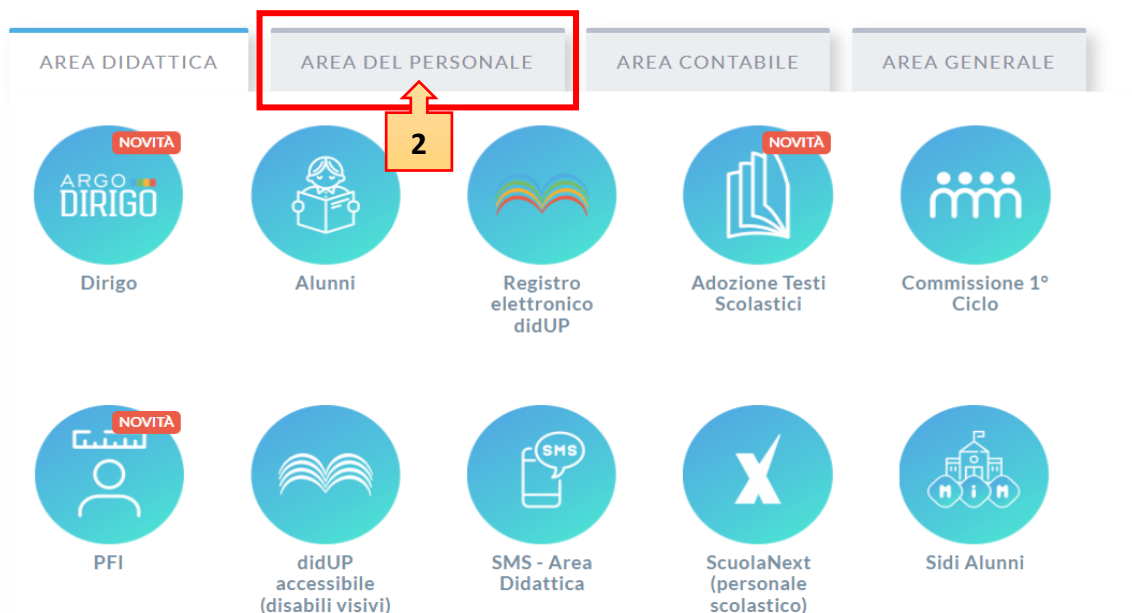 AREA DIDATTICA
AREA DEL PERSONALE
AREA CONTABILE
AREA GENERALE
2
NOVITÀ
ARGO
DIRIGO
Dirigo
Alunni
Registro
elettronico
didUP
NOVITÀ
Adozione Testi
Scolastici
Commissione 1°
Ciclo
NOVITÀ
PFI
didUP
accessibile
(disabili visivi)
SMS
SMS - Area
Didattica
X
ScuolaNext
(personale
scolastico)
MiM
Sidi Alunni